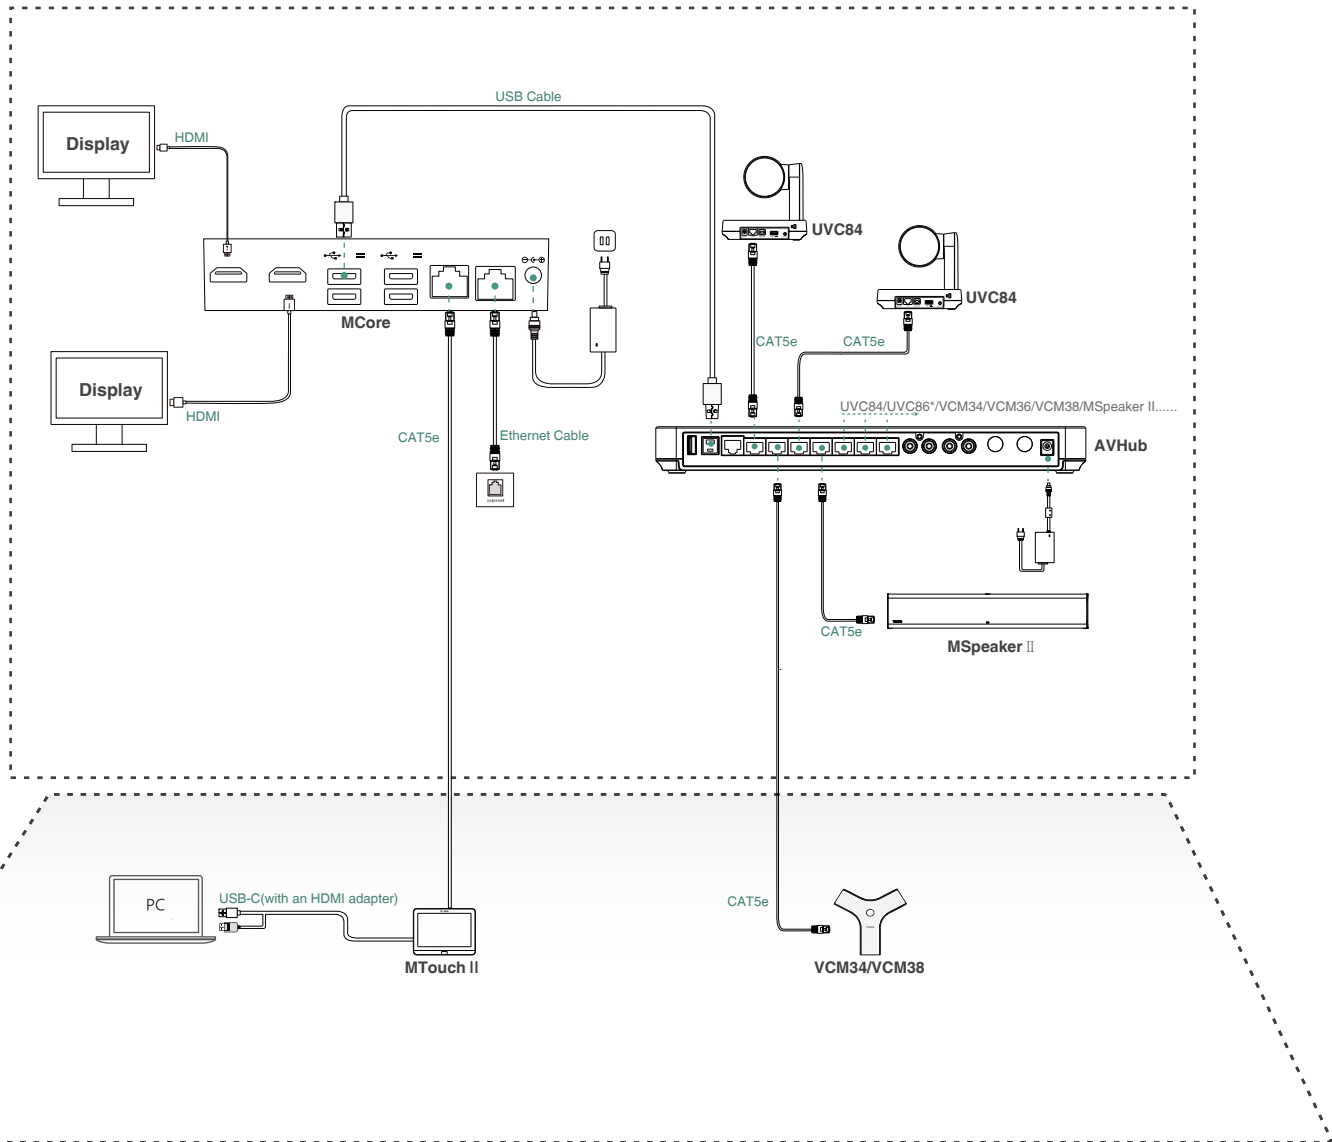 USB Cable
Display
HDMI
UVC84
UVC84
MCore
CAT5e
CAT5e
Display
HDMI
UVC84/UVC86*/VCM34/VCM36/VCM38/MSpeaker II......
CAT5e
Ethernet Cable
AVHub
Internet
CAT5e
MSpeaker II
PC
USB-C(with an HDMI adapter)
CAT5e
MTouch II
VCM34/VCM38